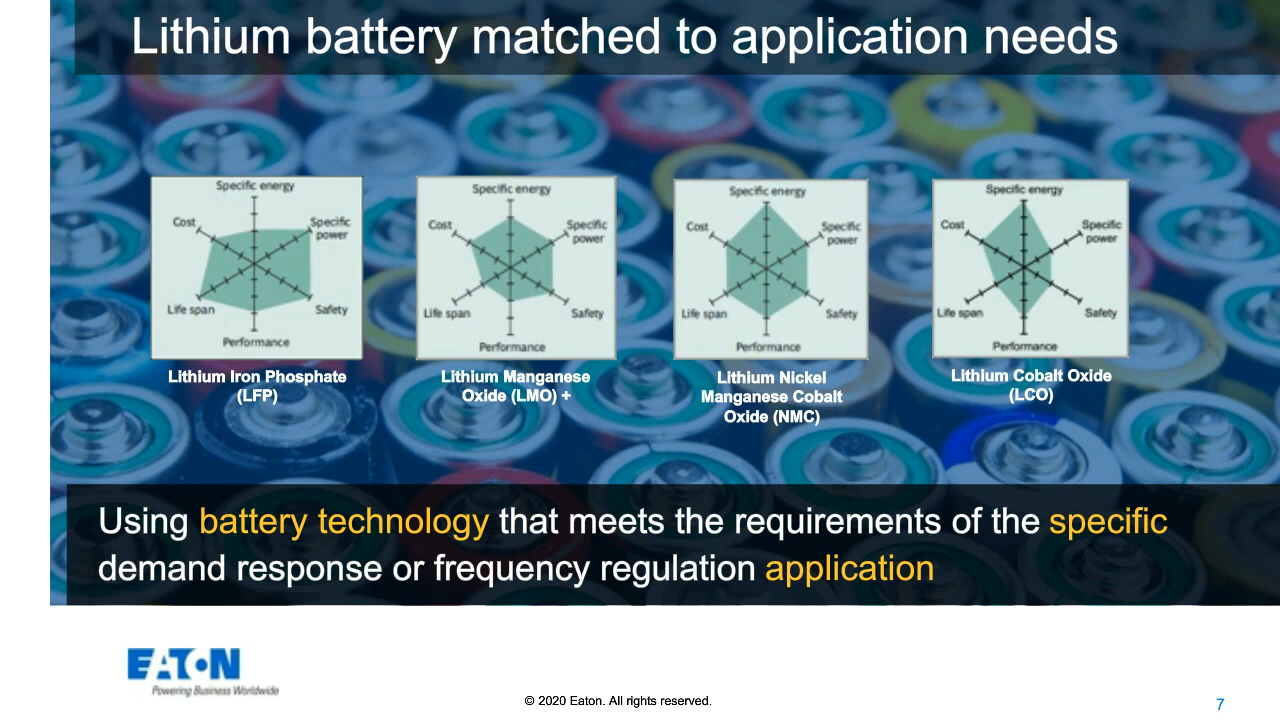 Lithium battery matched to application needs
Specific energy
Cost
Specific
power
Life span
Safety
Performance
Lithium Iron Phosphate
(LFP)
Specific energy
Cost
Specific
power
Life span
Safety
Performance
Lithium Manganese
Oxide (LMO) +
Specific energy
Cost
Specific
power
Life span
Safety
Performance
Lithium Nickel
Manganese Cobalt
Oxide (NMC)
Specific energy
Cost
Specific
power
Life span
Safety
Performance
Lithium Cobalt Oxide
(LCO)
Using battery technology that meets the requirements of the specific
demand response or frequency regulation application
EATON
Powering Business Worldwide
© 2020 Eaton. All rights reserved.
7